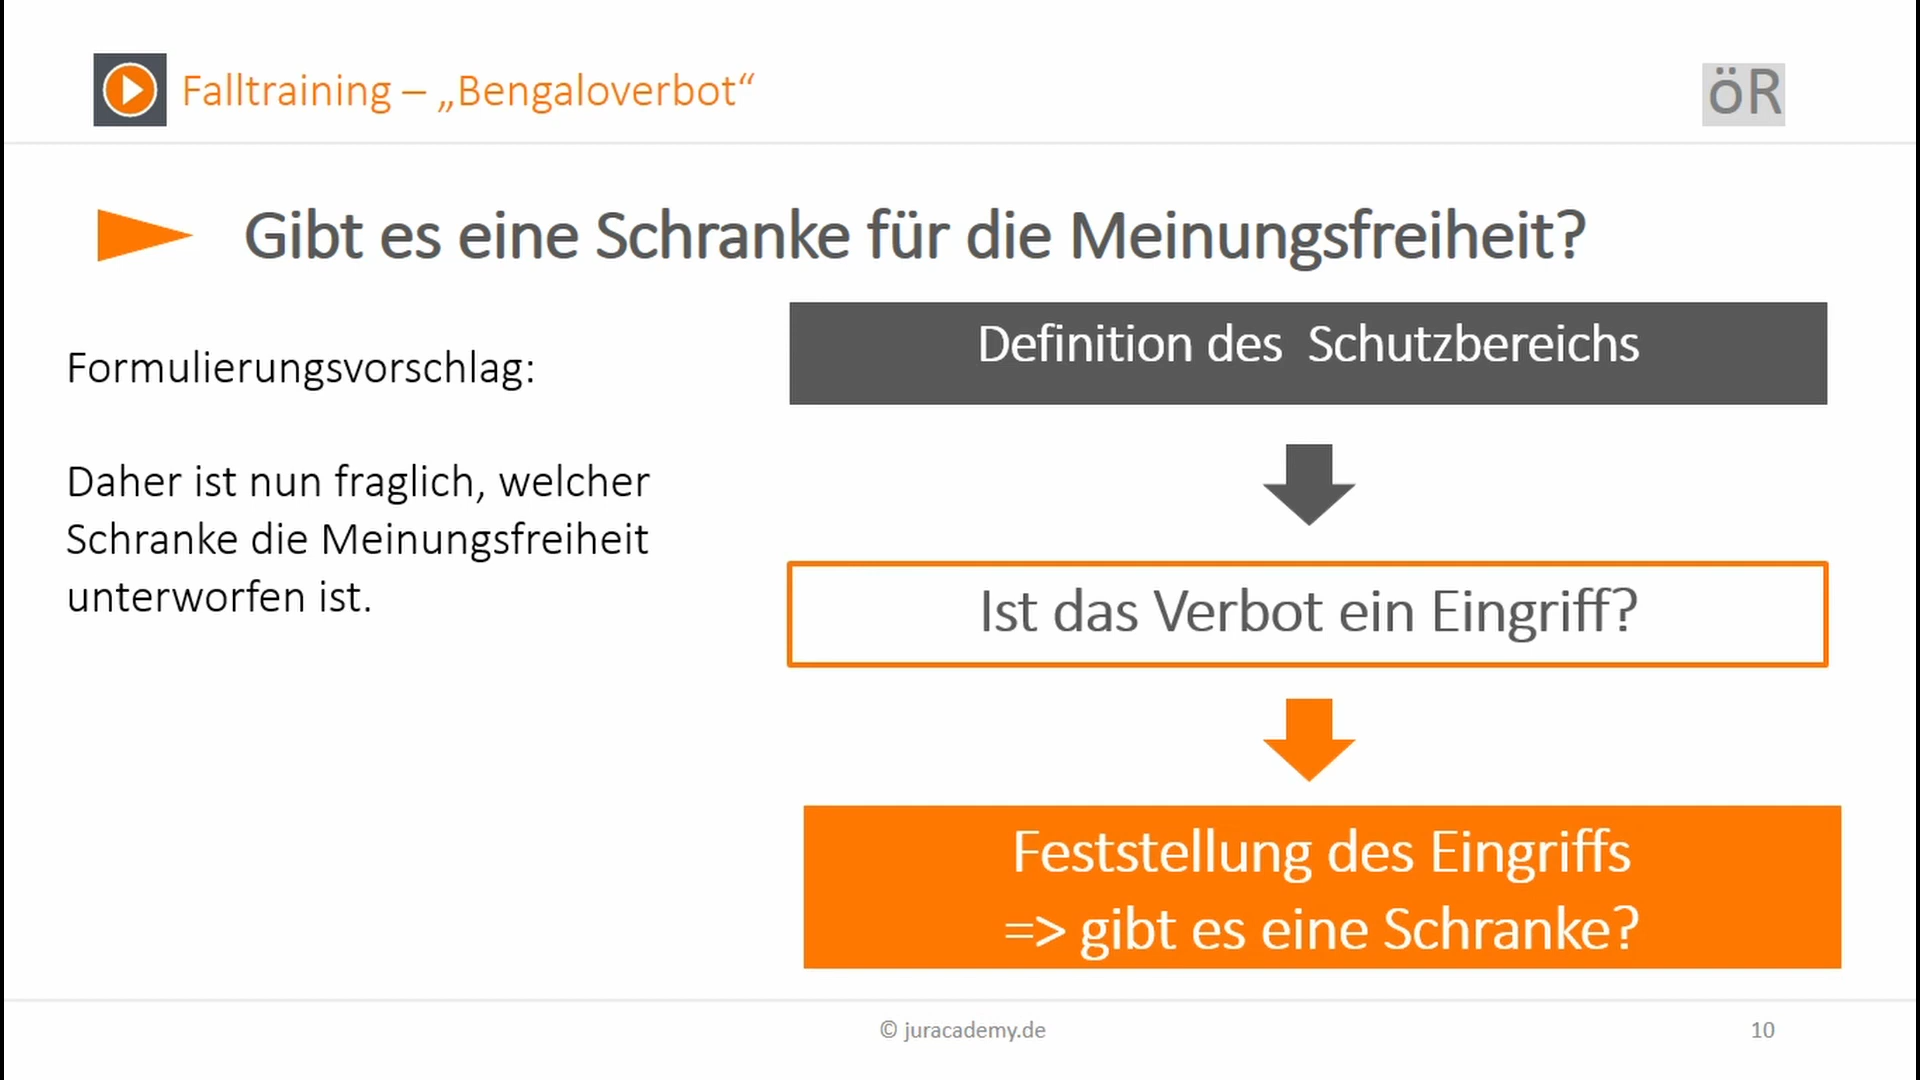 Falltraining – „Bengaloverbot“
öR
Gibt es eine Schranke für die Meinungsfreiheit?
Formulierungsvorschlag:
Daher ist nun fraglich, welcher
Schranke die Meinungsfreiheit
unterworfen ist.
Definition des Schutzbereichs
Ist das Verbot ein Eingriff?
Feststellung des Eingriffs
=> gibt es eine Schranke?
© juracademy.de
10